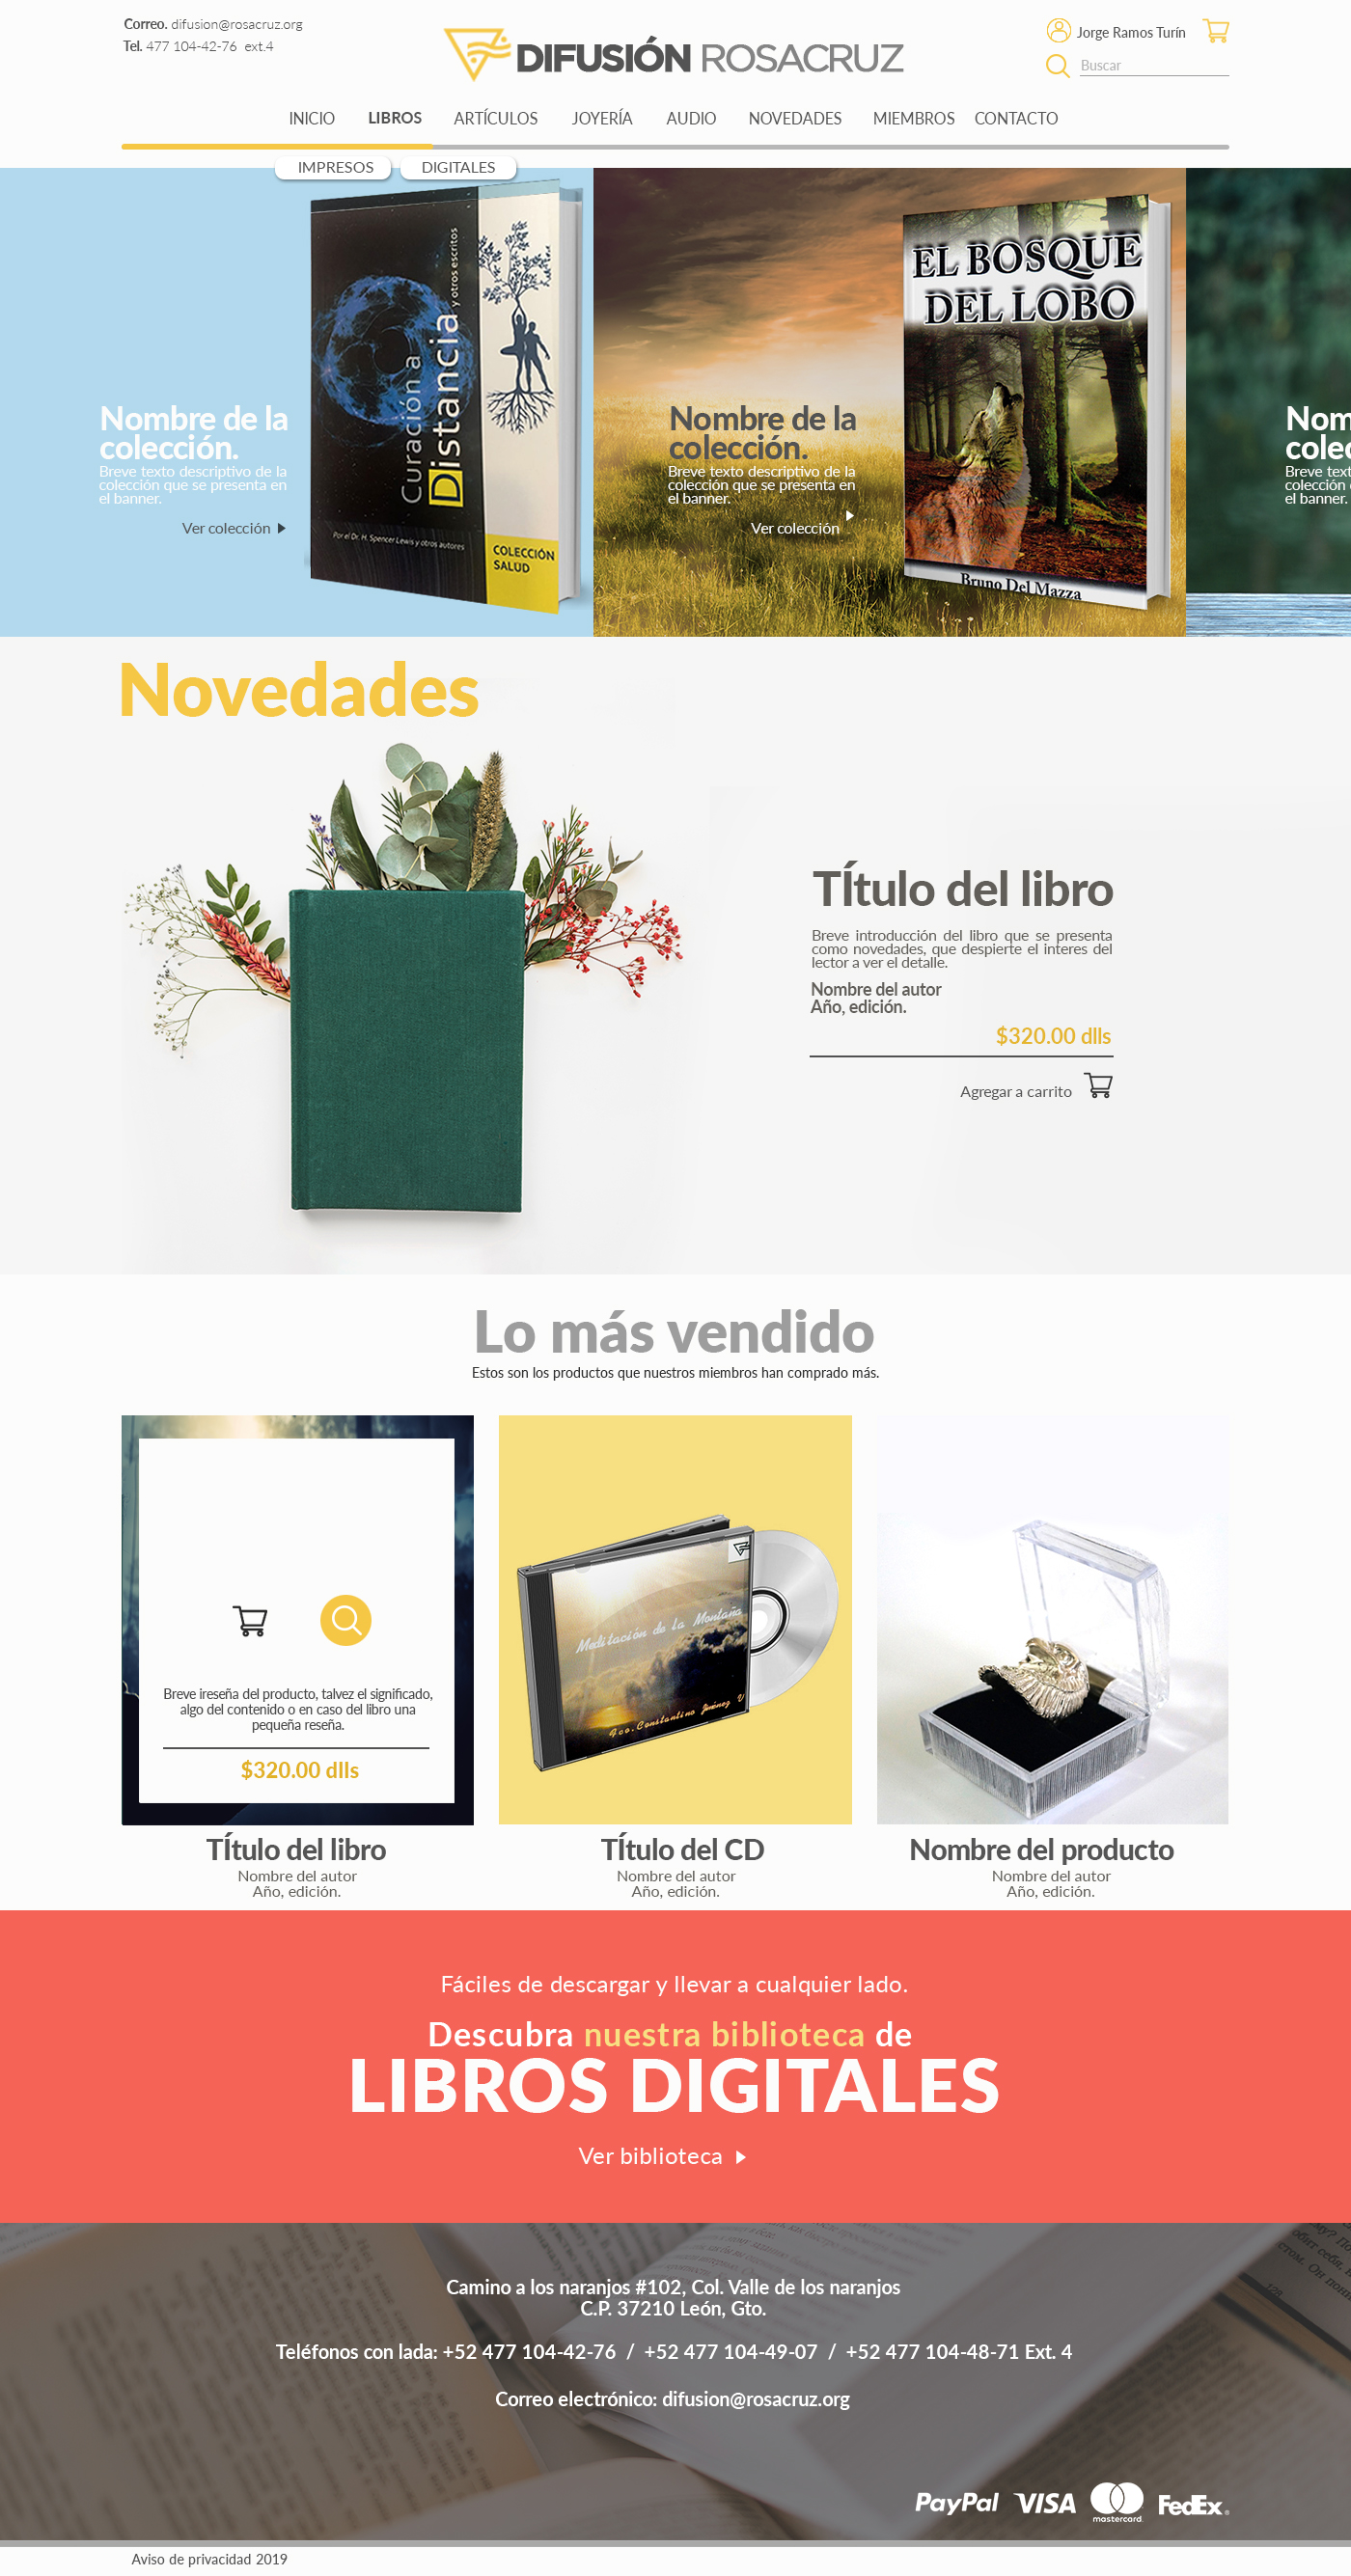 Correo. difusion@rosacruz.org
Tel. 477 104-42-76 ext.4
DIFUSIÓN ROSACRUZ
Jorge Ramos Turín
Buscar
INICIO LIBROS ARTÍCULOS JOYERÍA AUDIO NOVEDADES MIEMBROS CONTACTO
IMPRESOS DIGITALES
Nombre de la
colección.
Breve texto descriptivo de la
colección que se presenta en
el banner.
Ver colección
Curación a
Distancia
y otros escritos
Por el Dr. H. Spencer Lewis y otros autores
COLECCIÓN
SALUD
Nombre de la
colección.
Breve texto descriptivo de la
colección que se presenta en
el banner.
Ver colección
EL BOSQUE
DEL LOBO
Bruno Del Mazza
Nom
colec
Breve text
colección
el banner.
Novedades
TÍtulo del libro
Breve introducción del libro que se presenta
como novedades, que despierte el interes del
lector a ver el detalle.
Nombre del autor
Año, edición.
$320.00 dlls
Agregar a carrito
Lo más vendido
Estos son los productos que nuestros miembros han comprado más.
Breve ireseña del producto, talvez el significado,
algo del contenido o en caso del libro una
pequeña reseña.
$320.00 dlls
TÍtulo del libro
Nombre del autor
Año, edición.
Meditación de la Montaña
Fco. Constantino Jiménez V
TÍtulo del CD
Nombre del autor
Año, edición.
Nombre del producto
Nombre del autor
Año, edición.
Fáciles de descargar y llevar a cualquier lado.
Descubra nuestra biblioteca de
LIBROS DIGITALES
Ver biblioteca
Camino a los naranjos #102, Col. Valle de los naranjos
C.P. 37210 León, Gto.
Teléfonos con lada: +52 477 104-42-76 / +52 477 104-49-07 / +52 477 104-48-71 Ext. 4
Correo electrónico: difusion@rosacruz.org
PayPal VISA mastercard FedEx
Aviso de privacidad 2019